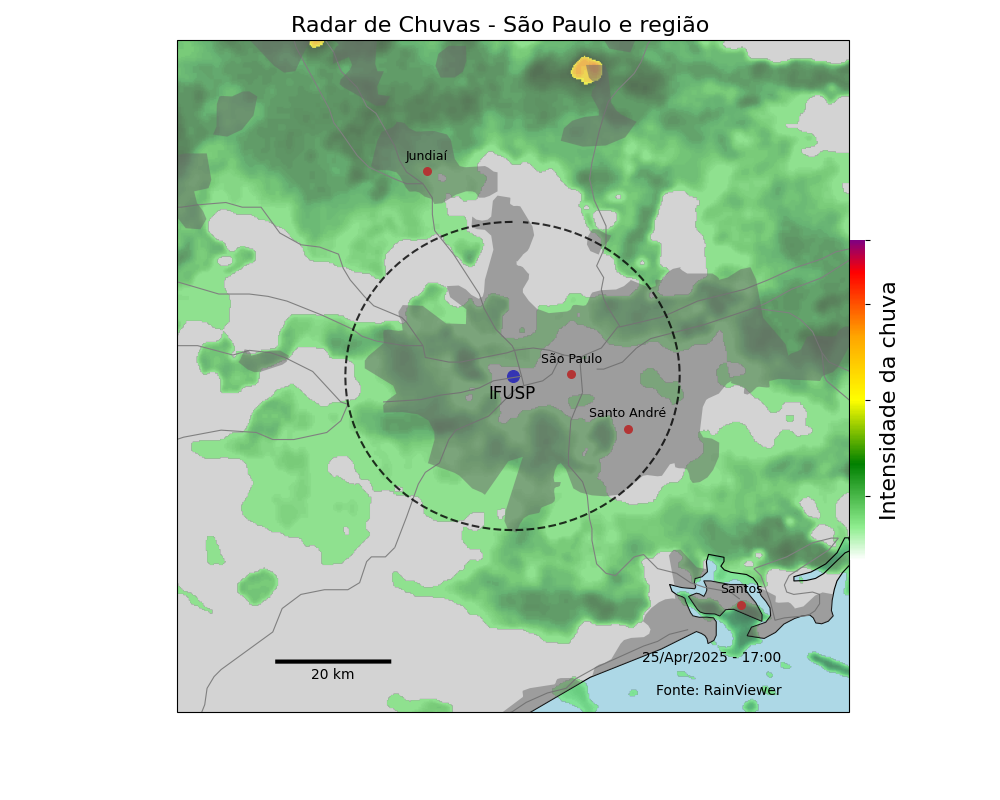 Radar de Chuvas - São Paulo e região
Jundiaí
São Paulo
IFUSP
Santo André
Santos
25/Apr/2025 - 17:00
20 km
Fonte: RainViewer
Intensidade da chuva